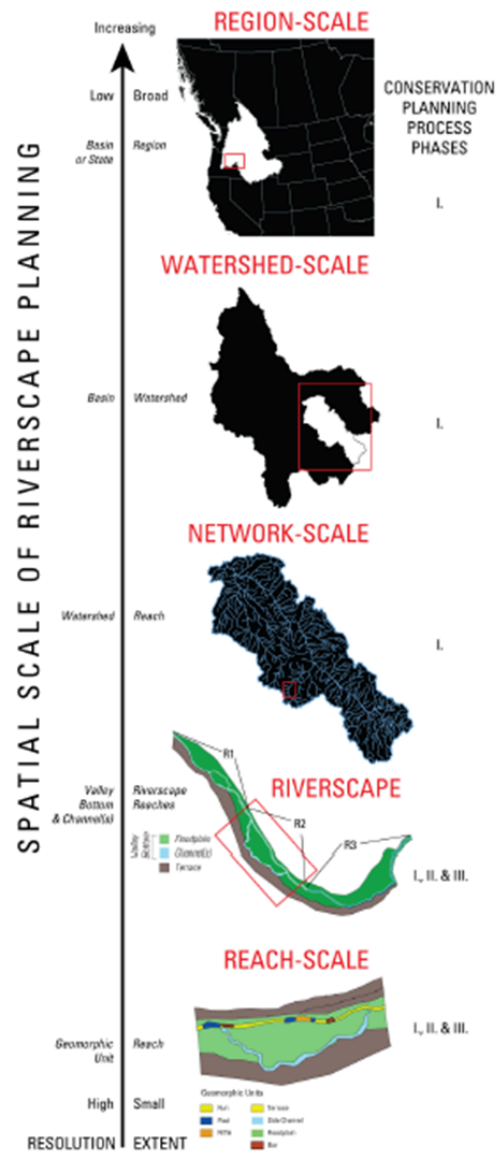 REGION-SCALE
Increasing
Low Broad
CONSERVATION
PLANNING
PROCESS
PHASES
Basin
or State
Region
I.
SPATIAL SCALE OF RIVERSCAPE PLANNING
WATERSHED-SCALE
Basin Watershed
I.
NETWORK-SCALE
Watershed Reach
I.
R1
RIVERSCAPE
Valley
Bottom
& Channel(s)
Riverscape
Reaches
R2
R3
Valley
Bottom
Floodplain
Channel(s)
Terrace
I., II. & III.
REACH-SCALE
I., II. & III.
Geomorphic
Unit
Reach
High Small
Geomorphic Units
Run
Pool
Riffle
Terrace
Side Channel
Floodplain
Bar
RESOLUTION EXTENT